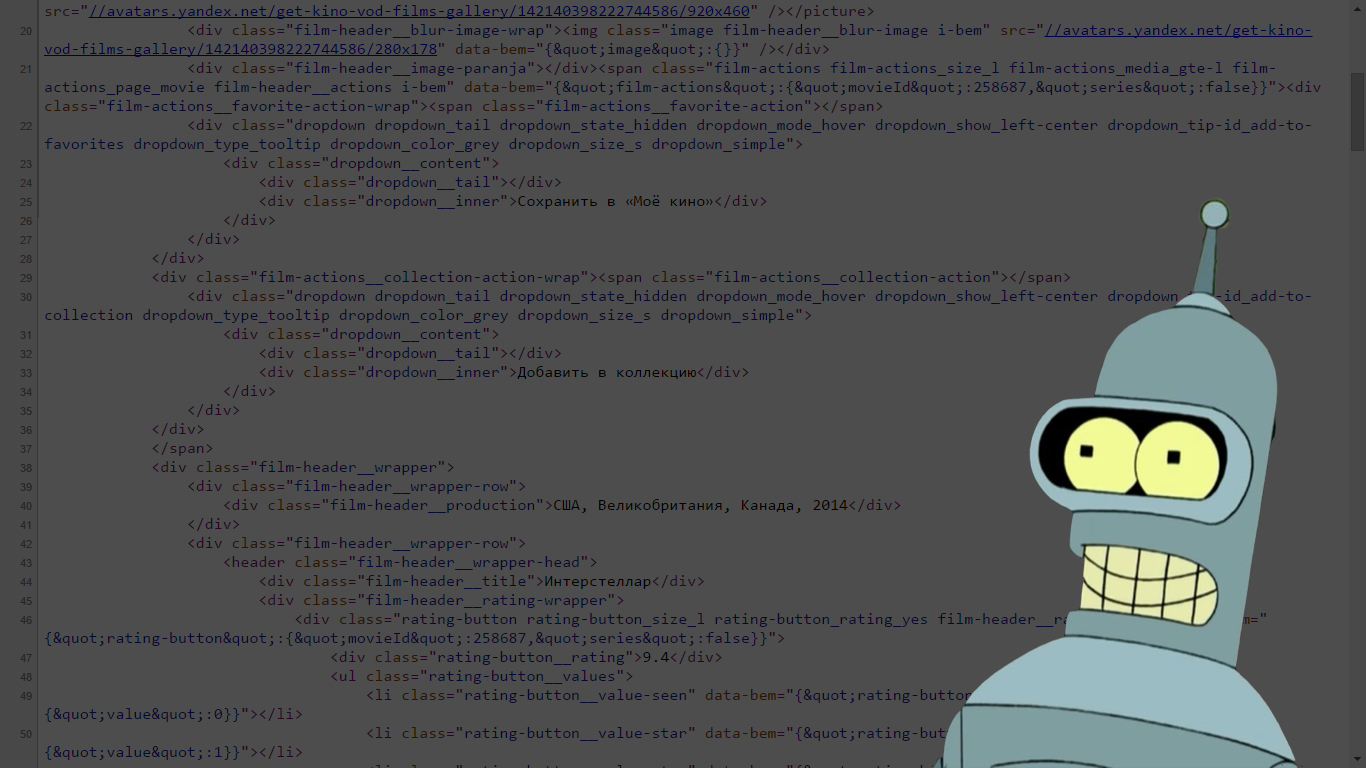 src="//avatars.yandex.net/get-kino-vod-films-gallery/142140398222744586/920x460" /></picture>
20 <div class="film-header__blur-image-wrap"><img class="image film-header__blur-image i-bem" src="//avatars.yandex.net/get-kino-
vod-films-gallery/142140398222744586/280x178" data-bem="{&quot;image&quot;:{}}" /></div>
21 <div class="film-header__image-paranja"></div><span class="film-actions film-actions_size_l film-actions_media_gte-l film-
actions_page_movie film-header__actions i-bem" data-bem="{&quot;film-actions&quot;:{&quot;movieId&quot;:258687,&quot;series&quot;:false}}"><div
class="film-actions__favorite-action-wrap"><span class="film-actions__favorite-action"></span>
22 <div class="dropdown dropdown_tail dropdown_state_hidden dropdown_mode_hover dropdown_show_left-center dropdown_tip-id_add-to-
favorites dropdown_type_tooltip dropdown_color_grey dropdown_size_s dropdown_simple">
23 <div class="dropdown__content">
24 <div class="dropdown__tail"></div>
25 <div class="dropdown__inner">Сохранить в «Моё кино»</div>
26 </div>
27 </div>
28 </div>
29 <div class="film-actions__collection-action-wrap"><span class="film-actions__collection-action"></span>
30 <div class="dropdown dropdown_tail dropdown_state_hidden dropdown_mode_hover dropdown_show_left-center dropdown_ p-id_add-to-
collection dropdown_type_tooltip dropdown_color_grey dropdown_size_s dropdown_simple">
31 <div class="dropdown__content">
32 <div class="dropdown__tail"></div>
33 <div class="dropdown__inner">Добавить в коллекцию</div>
34 </div>
35 </div>
36 </div>
37 </span>
38 <div class="film-header__wrapper">
39 <div class="film-header__wrapper-row">
40 <div class="film-header__production">США, Великобритания, Канада, 2014</div>
41 </div>
42 <div class="film-header__wrapper-row">
43 <header class="film-header__wrapper-head">
44 <div class="film-header__title">Интерстеллар</div>
45 <div class="film-header__rating-wrapper">
46 <div class="rating-button rating-button_size_l rating-button_rating_yes film-header__ra m="
{&quot;rating-button&quot;:{&quot;movieId&quot;:258687,&quot;series&quot;:false}}">
47 <div class="rating-button__rating">9.4</div>
48 <ul class="rating-button__values">
49 <li class="rating-button__value-seen" data-bem="{&quot;rating-button
{&quot;value&quot;:0}}"></li>
50 <li class="rating-button__value-star" data-bem="{&quot;rating-but
{&quot;value&quot;:1}}"></li>